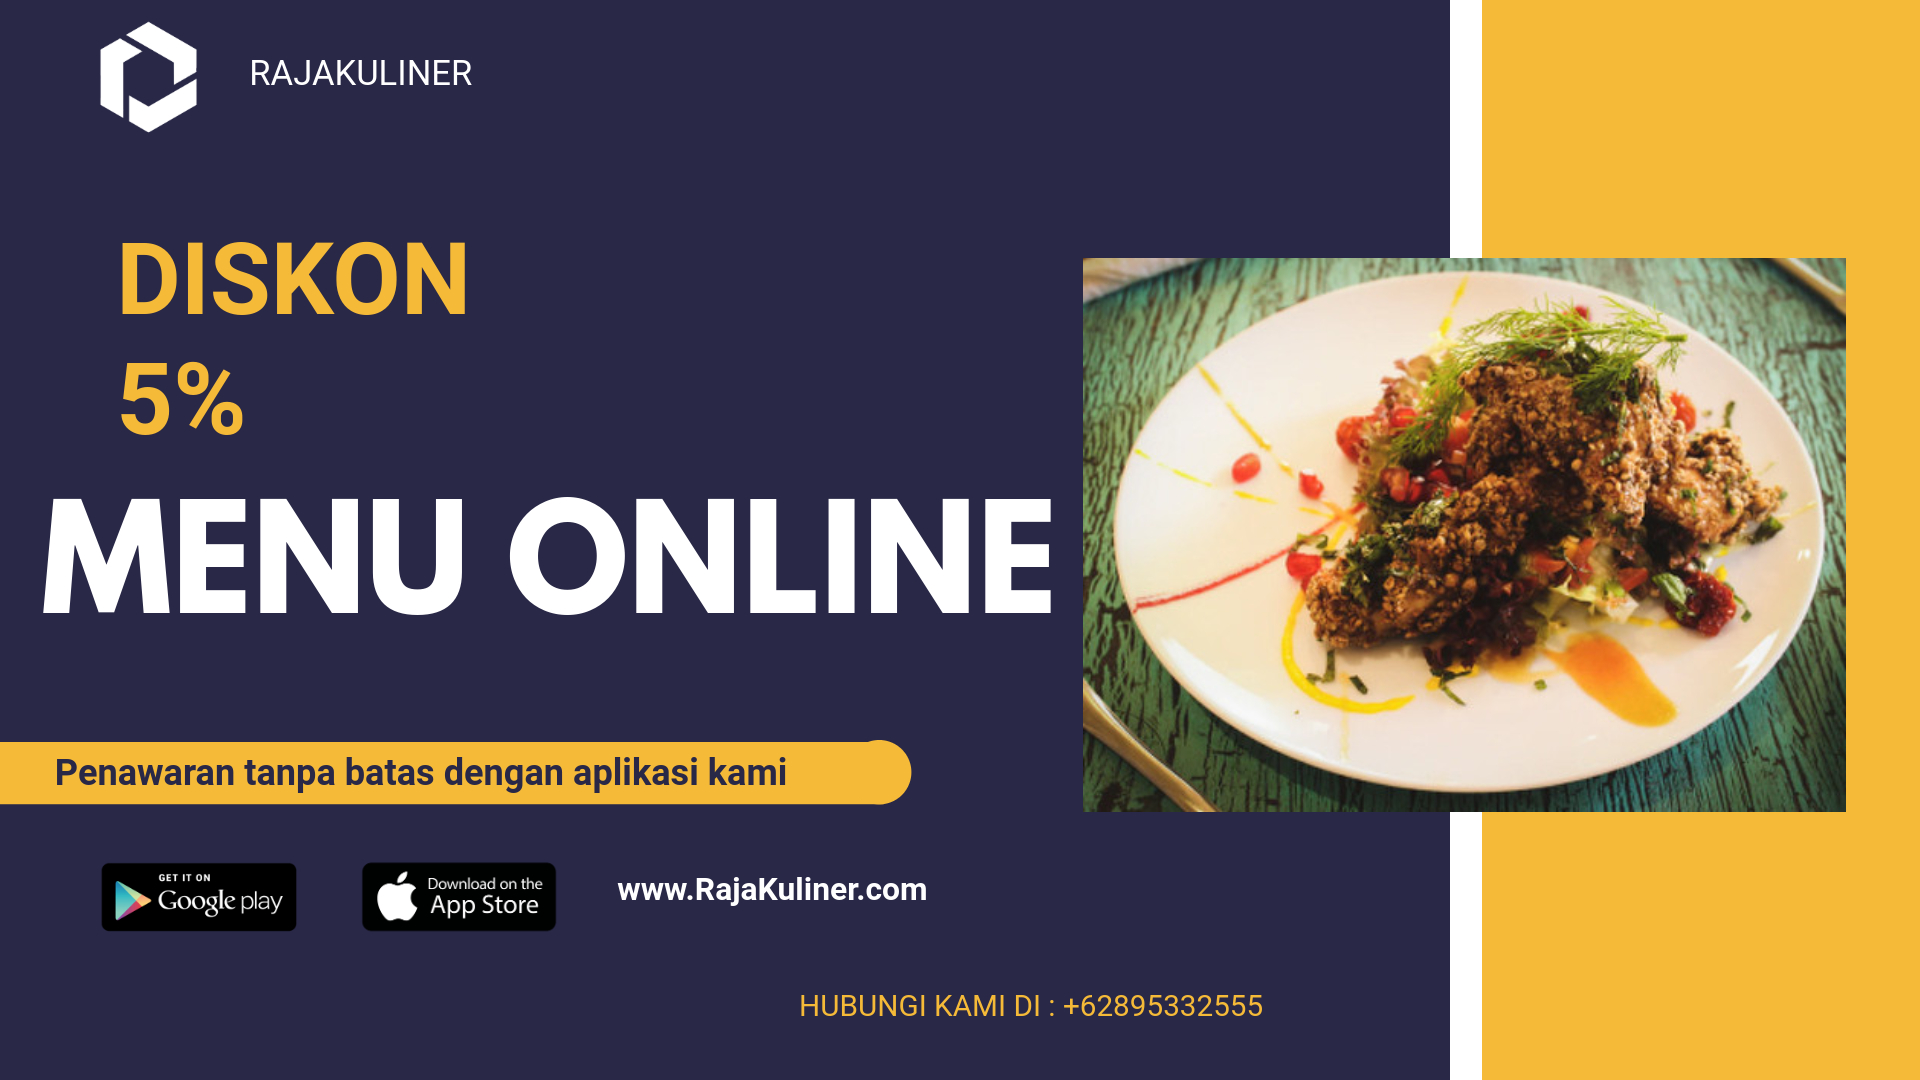 RAJAKULINER
DISKON
5%
MENU ONLINE
Penawaran tanpa batas dengan aplikasi kami
GET IT ON
Google play
Download on the
App Store
www.RajaKuliner.com
HUBUNGI KAMI DI : +62895332555